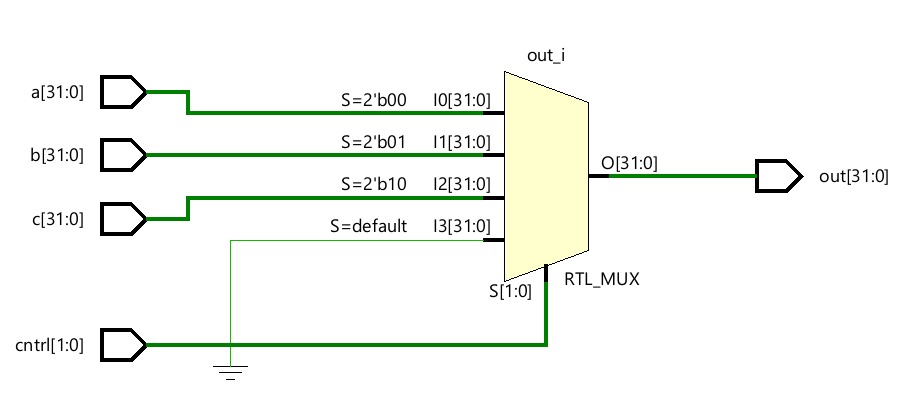 out_i
a[31:0]
S=2'b00 I0[31:0]
b[31:0]
S=2'b01 I1[31:0]
O[31:0]
out[31:0]
c[31:0]
S=2'b10 I2[31:0]
S=default I3[31:0]
S[1:0]
RTL_MUX
cntrl[1:0]